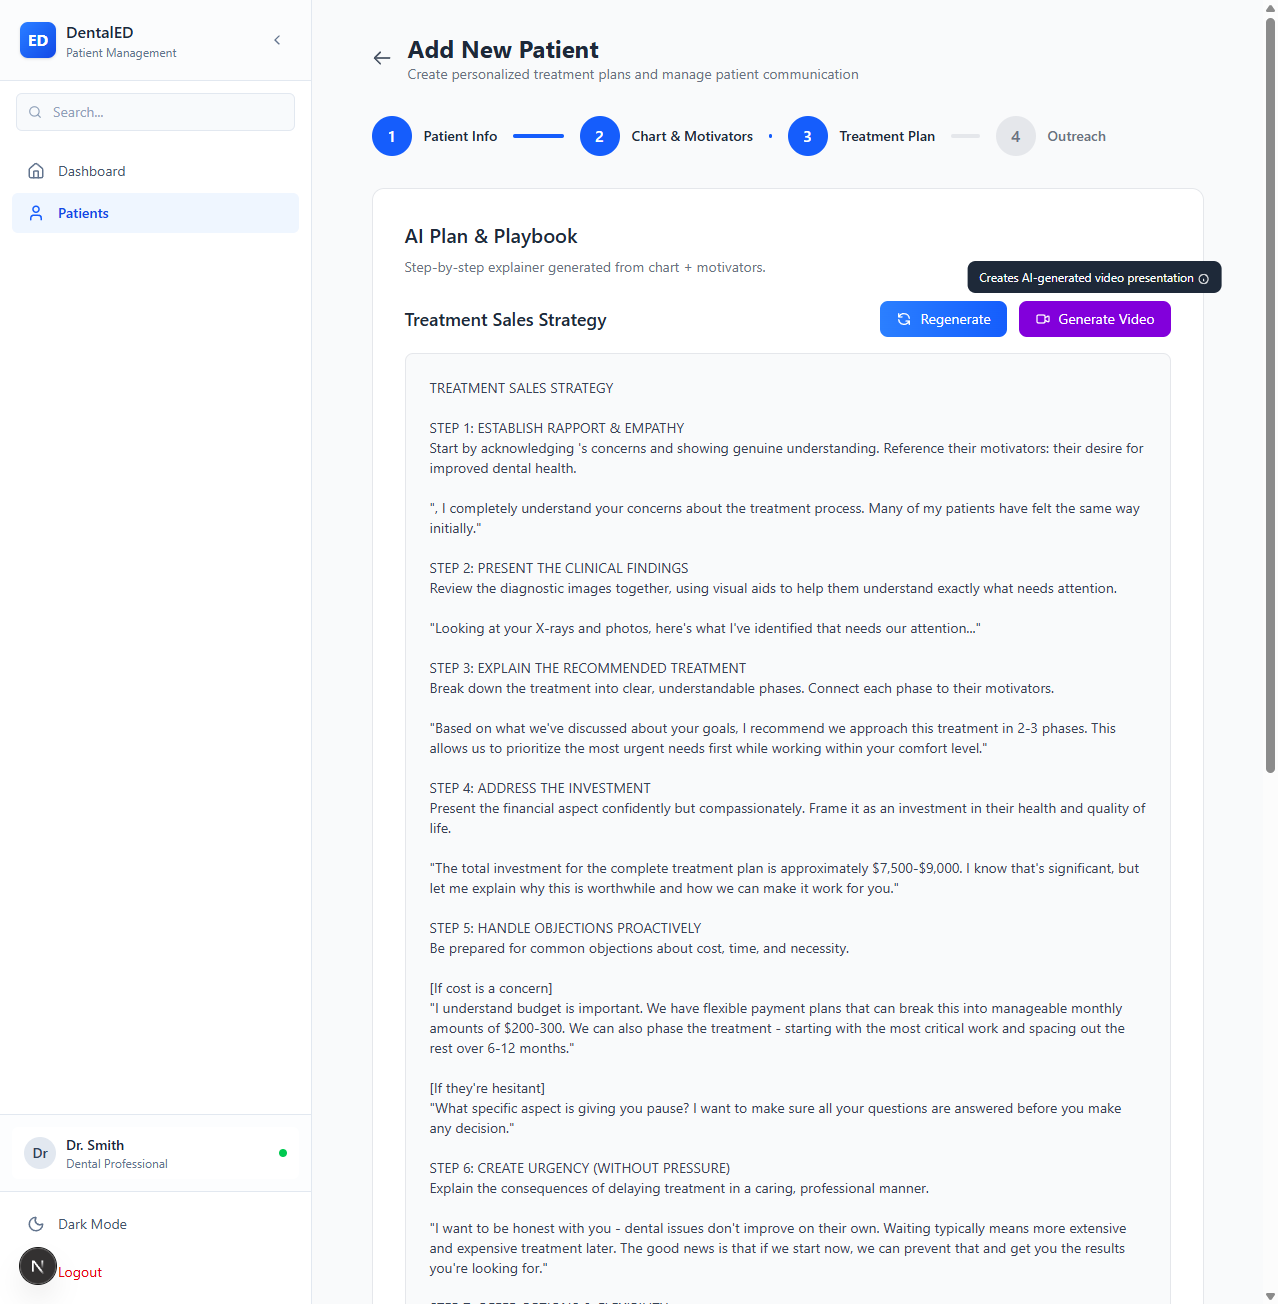 ED
DentalED
Patient Management
Search...
Dashboard
Patients
Dr
Dr. Smith
Dental Professional
Dark Mode
N
Logout
Add New Patient
Create personalized treatment plans and manage patient communication
1 Patient Info 2 Chart & Motivators 3 Treatment Plan 4 Outreach
AI Plan & Playbook
Step-by-step explainer generated from chart + motivators.
Creates AI-generated video presentation
Treatment Sales Strategy
Regenerate
Generate Video
TREATMENT SALES STRATEGY
STEP 1: ESTABLISH RAPPORT & EMPATHY
Start by acknowledging 's concerns and showing genuine understanding. Reference their motivators: their desire for
improved dental health.
", I completely understand your concerns about the treatment process. Many of my patients have felt the same way
initially."
STEP 2: PRESENT THE CLINICAL FINDINGS
Review the diagnostic images together, using visual aids to help them understand exactly what needs attention.
"Looking at your X-rays and photos, here's what I've identified that needs our attention..."
STEP 3: EXPLAIN THE RECOMMENDED TREATMENT
Break down the treatment into clear, understandable phases. Connect each phase to their motivators.
"Based on what we've discussed about your goals, I recommend we approach this treatment in 2-3 phases. This
allows us to prioritize the most urgent needs first while working within your comfort level."
STEP 4: ADDRESS THE INVESTMENT
Present the financial aspect confidently but compassionately. Frame it as an investment in their health and quality of
life.
"The total investment for the complete treatment plan is approximately $7,500-$9,000. I know that's significant, but
let me explain why this is worthwhile and how we can make it work for you."
STEP 5: HANDLE OBJECTIONS PROACTIVELY
Be prepared for common objections about cost, time, and necessity.
[If cost is a concern]
"I understand budget is important. We have flexible payment plans that can break this into manageable monthly
amounts of $200-300. We can also phase the treatment - starting with the most critical work and spacing out the
rest over 6-12 months."
[If they're hesitant]
"What specific aspect is giving you pause? I want to make sure all your questions are answered before you make
any decision."
STEP 6: CREATE URGENCY (WITHOUT PRESSURE)
Explain the consequences of delaying treatment in a caring, professional manner.
"I want to be honest with you - dental issues don't improve on their own. Waiting typically means more extensive
and expensive treatment later. The good news is that if we start now, we can prevent that and get you the results
you're looking for."